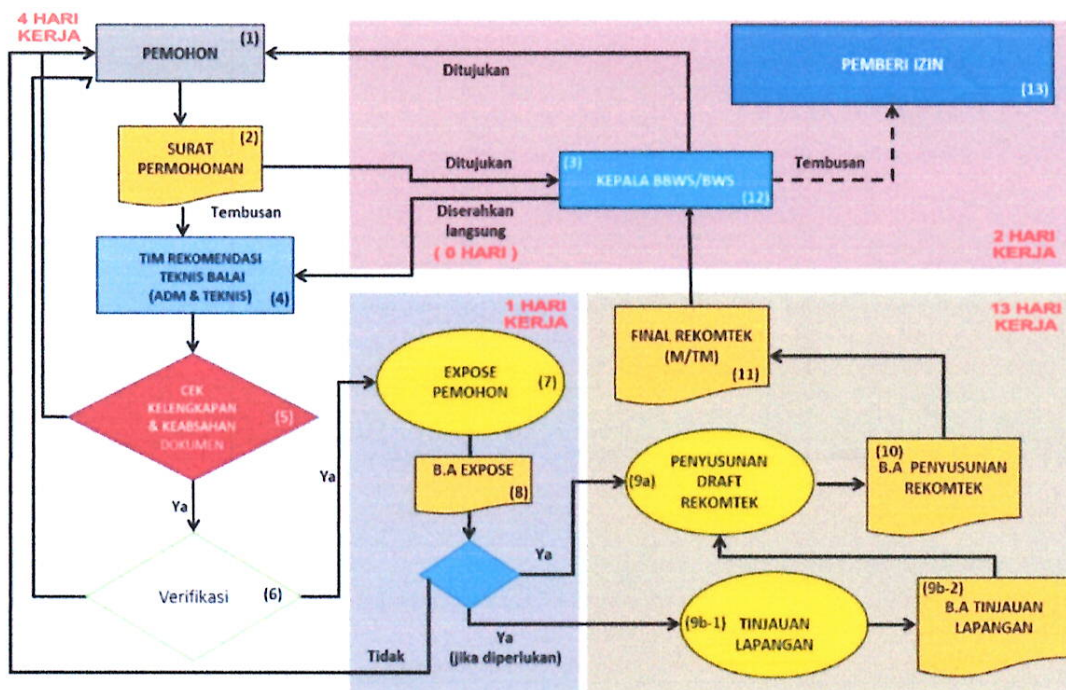 4 HARI
KERJA
(1)
PEMOHON
(2)
SURAT
PERMOHONAN
Tembusan
TIM REKOMENDASI
TEKNIS BALAI
(ADM & TEKNIS) (4)
CEK
KELENGKAPAN (5)
& KEABSAHAN
DOKUMEN
Ya
Verifikasi (6)
Ya
Ditujukan
Ditujukan
Diserahkan
langsung
( 0 HARI )
(3)
KEPALA BBWS/BWS
(12)
Tembusan
PEMBERI IZIN
(13)
2 HARI
KERJA
1 HARI
KERJA
EXPOSE (7)
PEMOHON
B.A EXPOSE
(8)
Ya
Ya
(jika diperlukan)
Tidak
13 HARI
KERJA
FINAL REKOMTEK
(M/TM)
(11)
PENYUSUNAN
(9a) DRAFT
REKOMTEK
(10)
B.A PENYUSUNAN
REKOMTEK
(9b-1) TINJAUAN
LAPANGAN
(9b-2)
B.A TINJAUAN
LAPANGAN